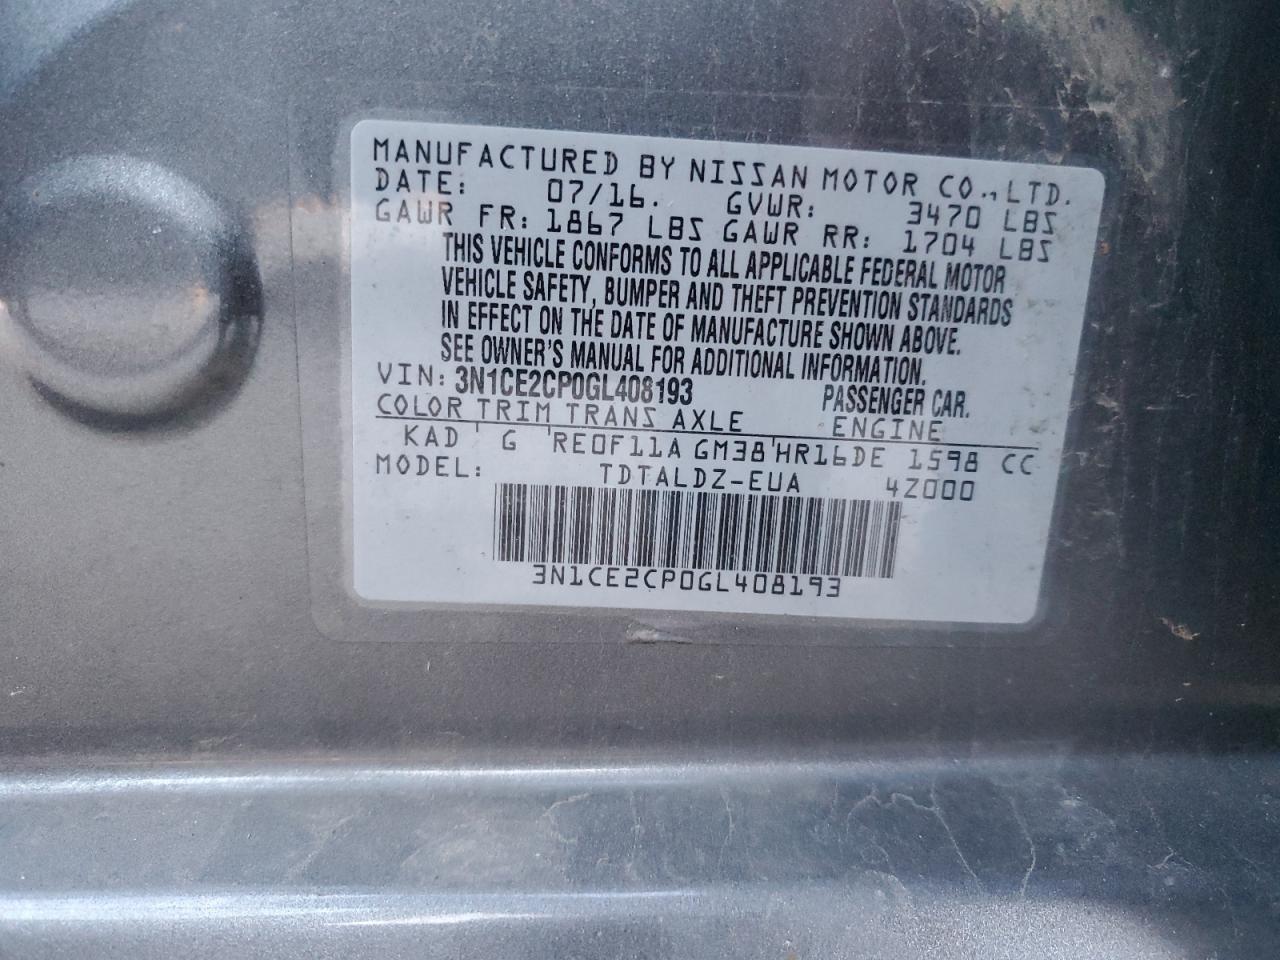 MANUFACTURED BY NISSAN MOTOR CO.,LTD.
DATE: 07/16. GVWR: 3470 LBS
GAWR FR: 1867 LBS GAWR RR: 1704 LBS
THIS VEHICLE CONFORMS TO ALL APPLICABLE FEDERAL MOTOR
VEHICLE SAFETY, BUMPER AND THEFT PREVENTION STANDARDS
IN EFFECT ON THE DATE OF MANUFACTURE SHOWN ABOVE.
SEE OWNER'S MANUAL FOR ADDITIONAL INFORMATION.
VIN: 3N1CE2CP0GL408193 PASSENGER CAR.
COLOR TRIM TRANS AXLE ENGINE
KAD G RE0F11A GM38 HR16DE 1598 CC
MODEL: TDTALDZ-EUA 4Z000
3N1CE2CP0GL408193